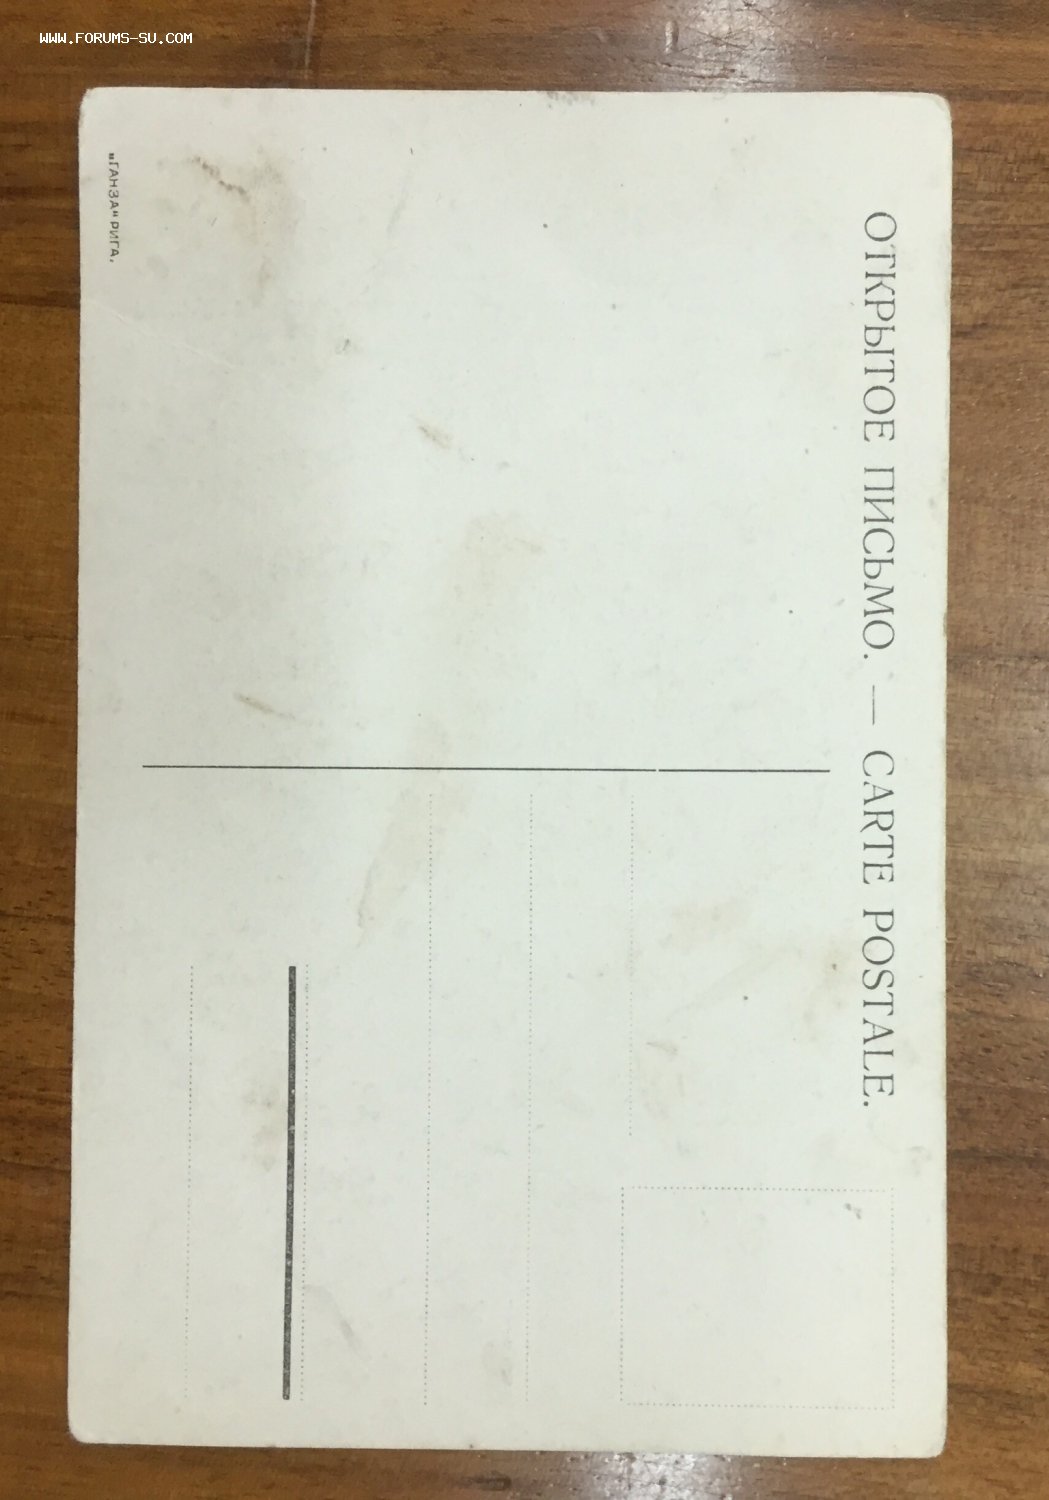 WWW.FORUMS-SU.COM
ОТКРЫТОЕ ПИСЬМО. — CARTE POSTALE.
„ГАНЗА“ РИГА.